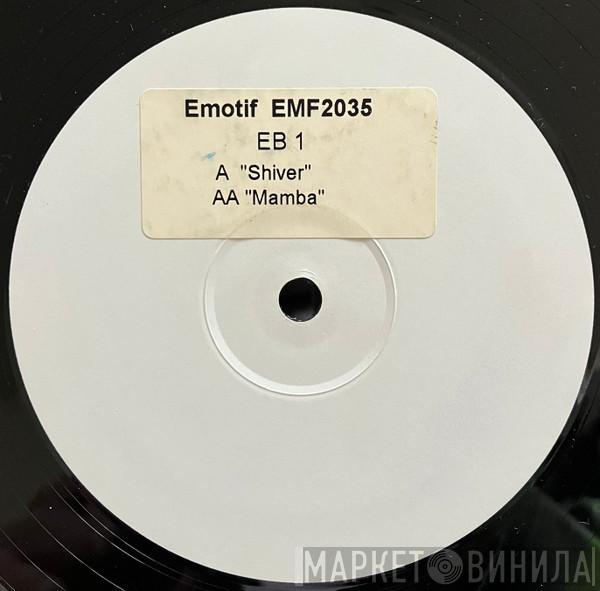 Emotif EMF2035
EB 1
A "Shiver"
AA "Mamba"
МАРКЕТ ВИНИЛА